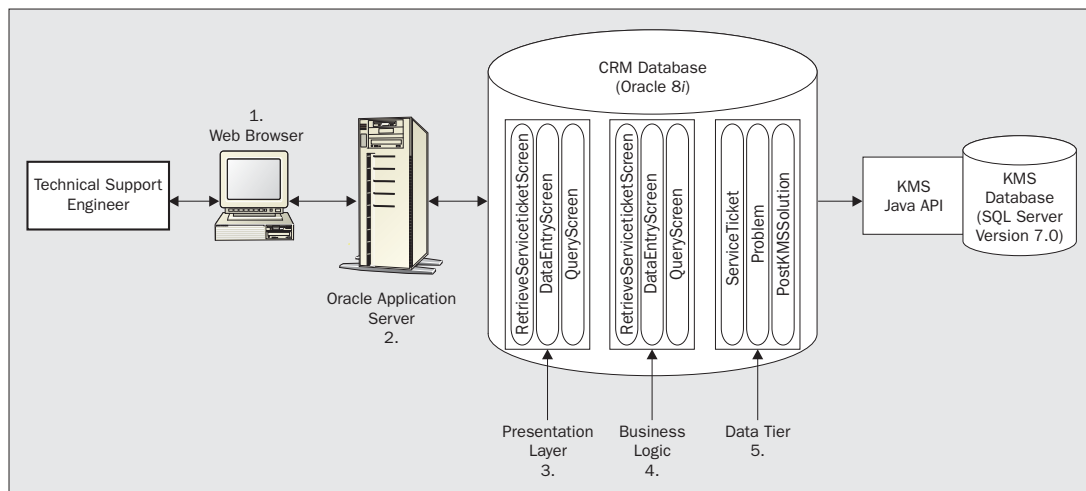 1.
Web Browser
Technical Support
Engineer
Oracle Application
Server
2.
CRM Database
(Oracle 8i)
RetrieveServiceticketScreen
DataEntryScreen
QueryScreen
RetrieveServiceticketScreen
DataEntryScreen
QueryScreen
ServiceTicket
Problem
PostKMSSolution
Presentation
Layer
3.
Business
Logic
4.
Data Tier
5.
KMS
Java API
KMS
Database
(SQL Server
Version 7.0)